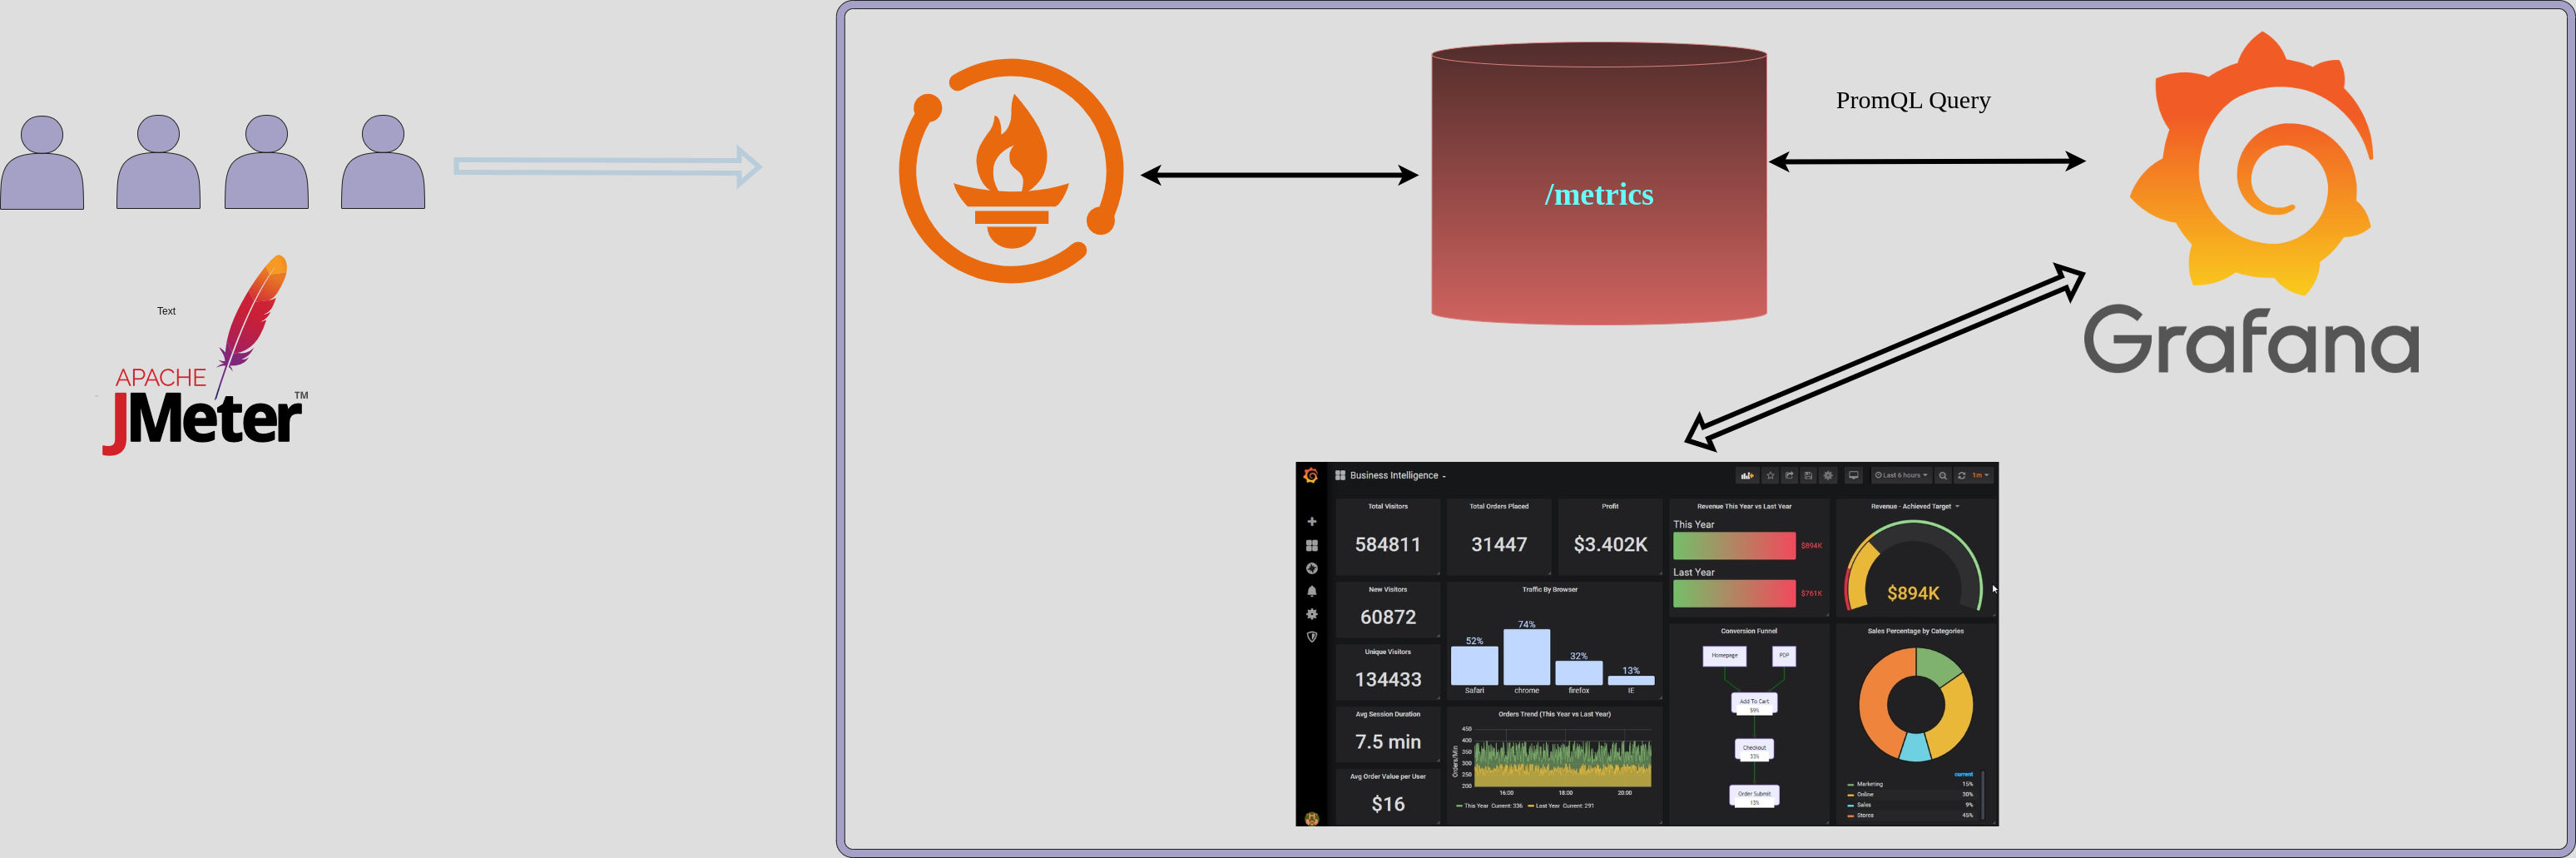 Text
APACHE
JMeter™
/metrics
PromQL Query
Grafana
Business Intelligence
Last 6 hours
1m
Total Visitors
584811
Total Orders Placed
31447
Profit
$3.402K
Revenue This Year vs Last Year
This Year
$894K
Last Year
$761K
Revenue - Achieved Target
$894K
New Visitors
60872
Unique Visitors
134433
Avg Session Duration
7.5 min
Avg Order Value per User
$16
Traffic By Browser
52%
74%
32%
13%
Safari
chrome
firefox
IE
Orders Trend (This Year vs Last Year)
Orders/Min
450
400
350
300
250
200
16:00
18:00
20:00
This Year Current: 336
Last Year Current: 291
Conversion Funnel
Homepage
PDP
Add To Cart
59%
Checkout
33%
Order Submit
13%
Sales Percentage by Categories
current
Marketing 15%
Online 30%
Sales 9%
Stores 45%